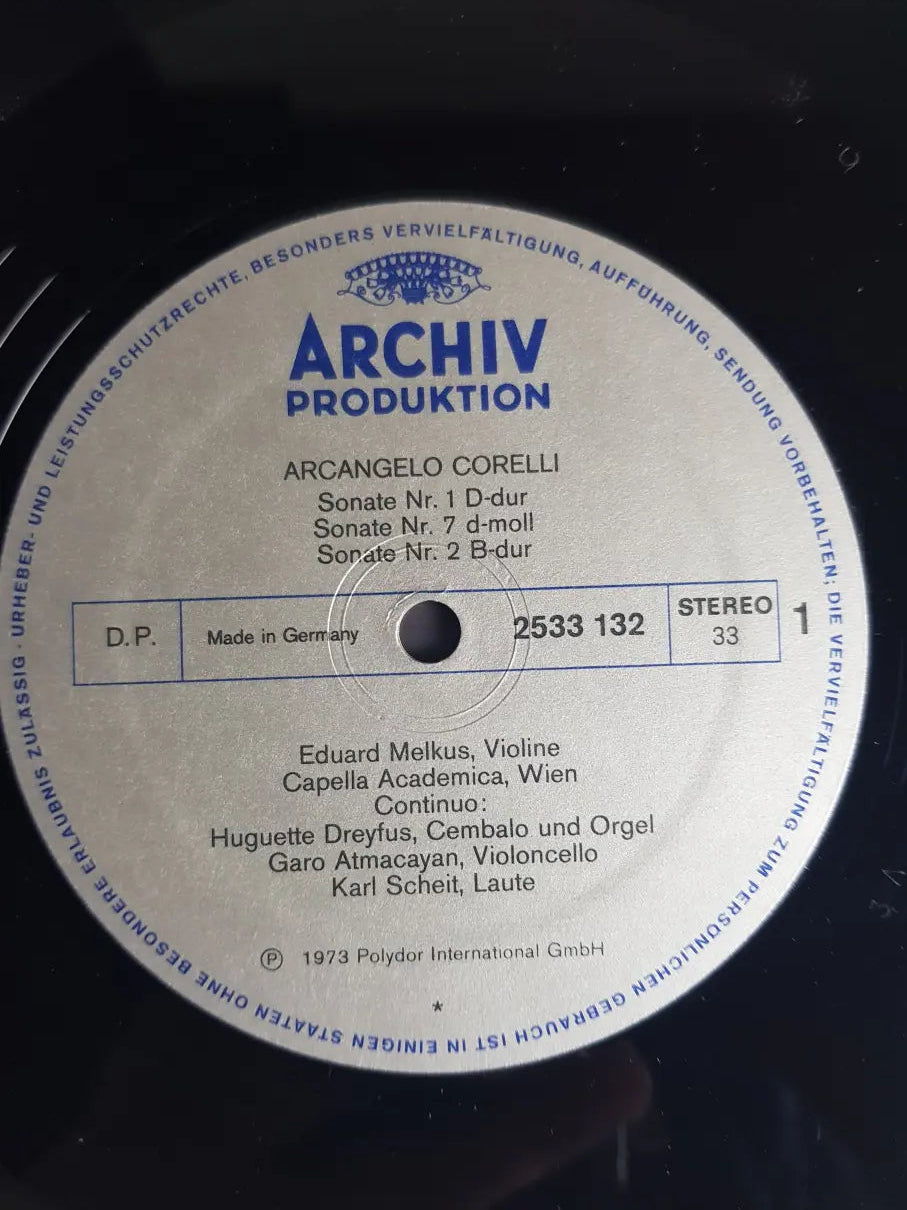 URHEBER- UND LEISTUNGSSCHUTZRECHTE, BESONDERS VERVIELFÄLTIGUNG, AUFFÜHRUNG, SENDUNG VORBEHALTEN; DIE VERVIELFÄLTIGUNG ZUM PERSÖNLICHEN GEBRAUCH IST IN EINIGEN STAATEN OHNE BESONDERE ERLAUBNIS ZULÄSSIG ·
ARCHIV
PRODUKTION
ARCANGELO CORELLI
Sonate Nr. 1 D-dur
Sonate Nr. 7 d-moll
Sonate Nr. 2 B-dur
D.P. Made in Germany 2533 132 STEREO 33 1
Eduard Melkus, Violine
Capella Academica, Wien
Continuo:
Huguette Dreyfus, Cembalo und Orgel
Garo Atmacayan, Violoncello
Karl Scheit, Laute
Ⓟ 1973 Polydor International GmbH
*